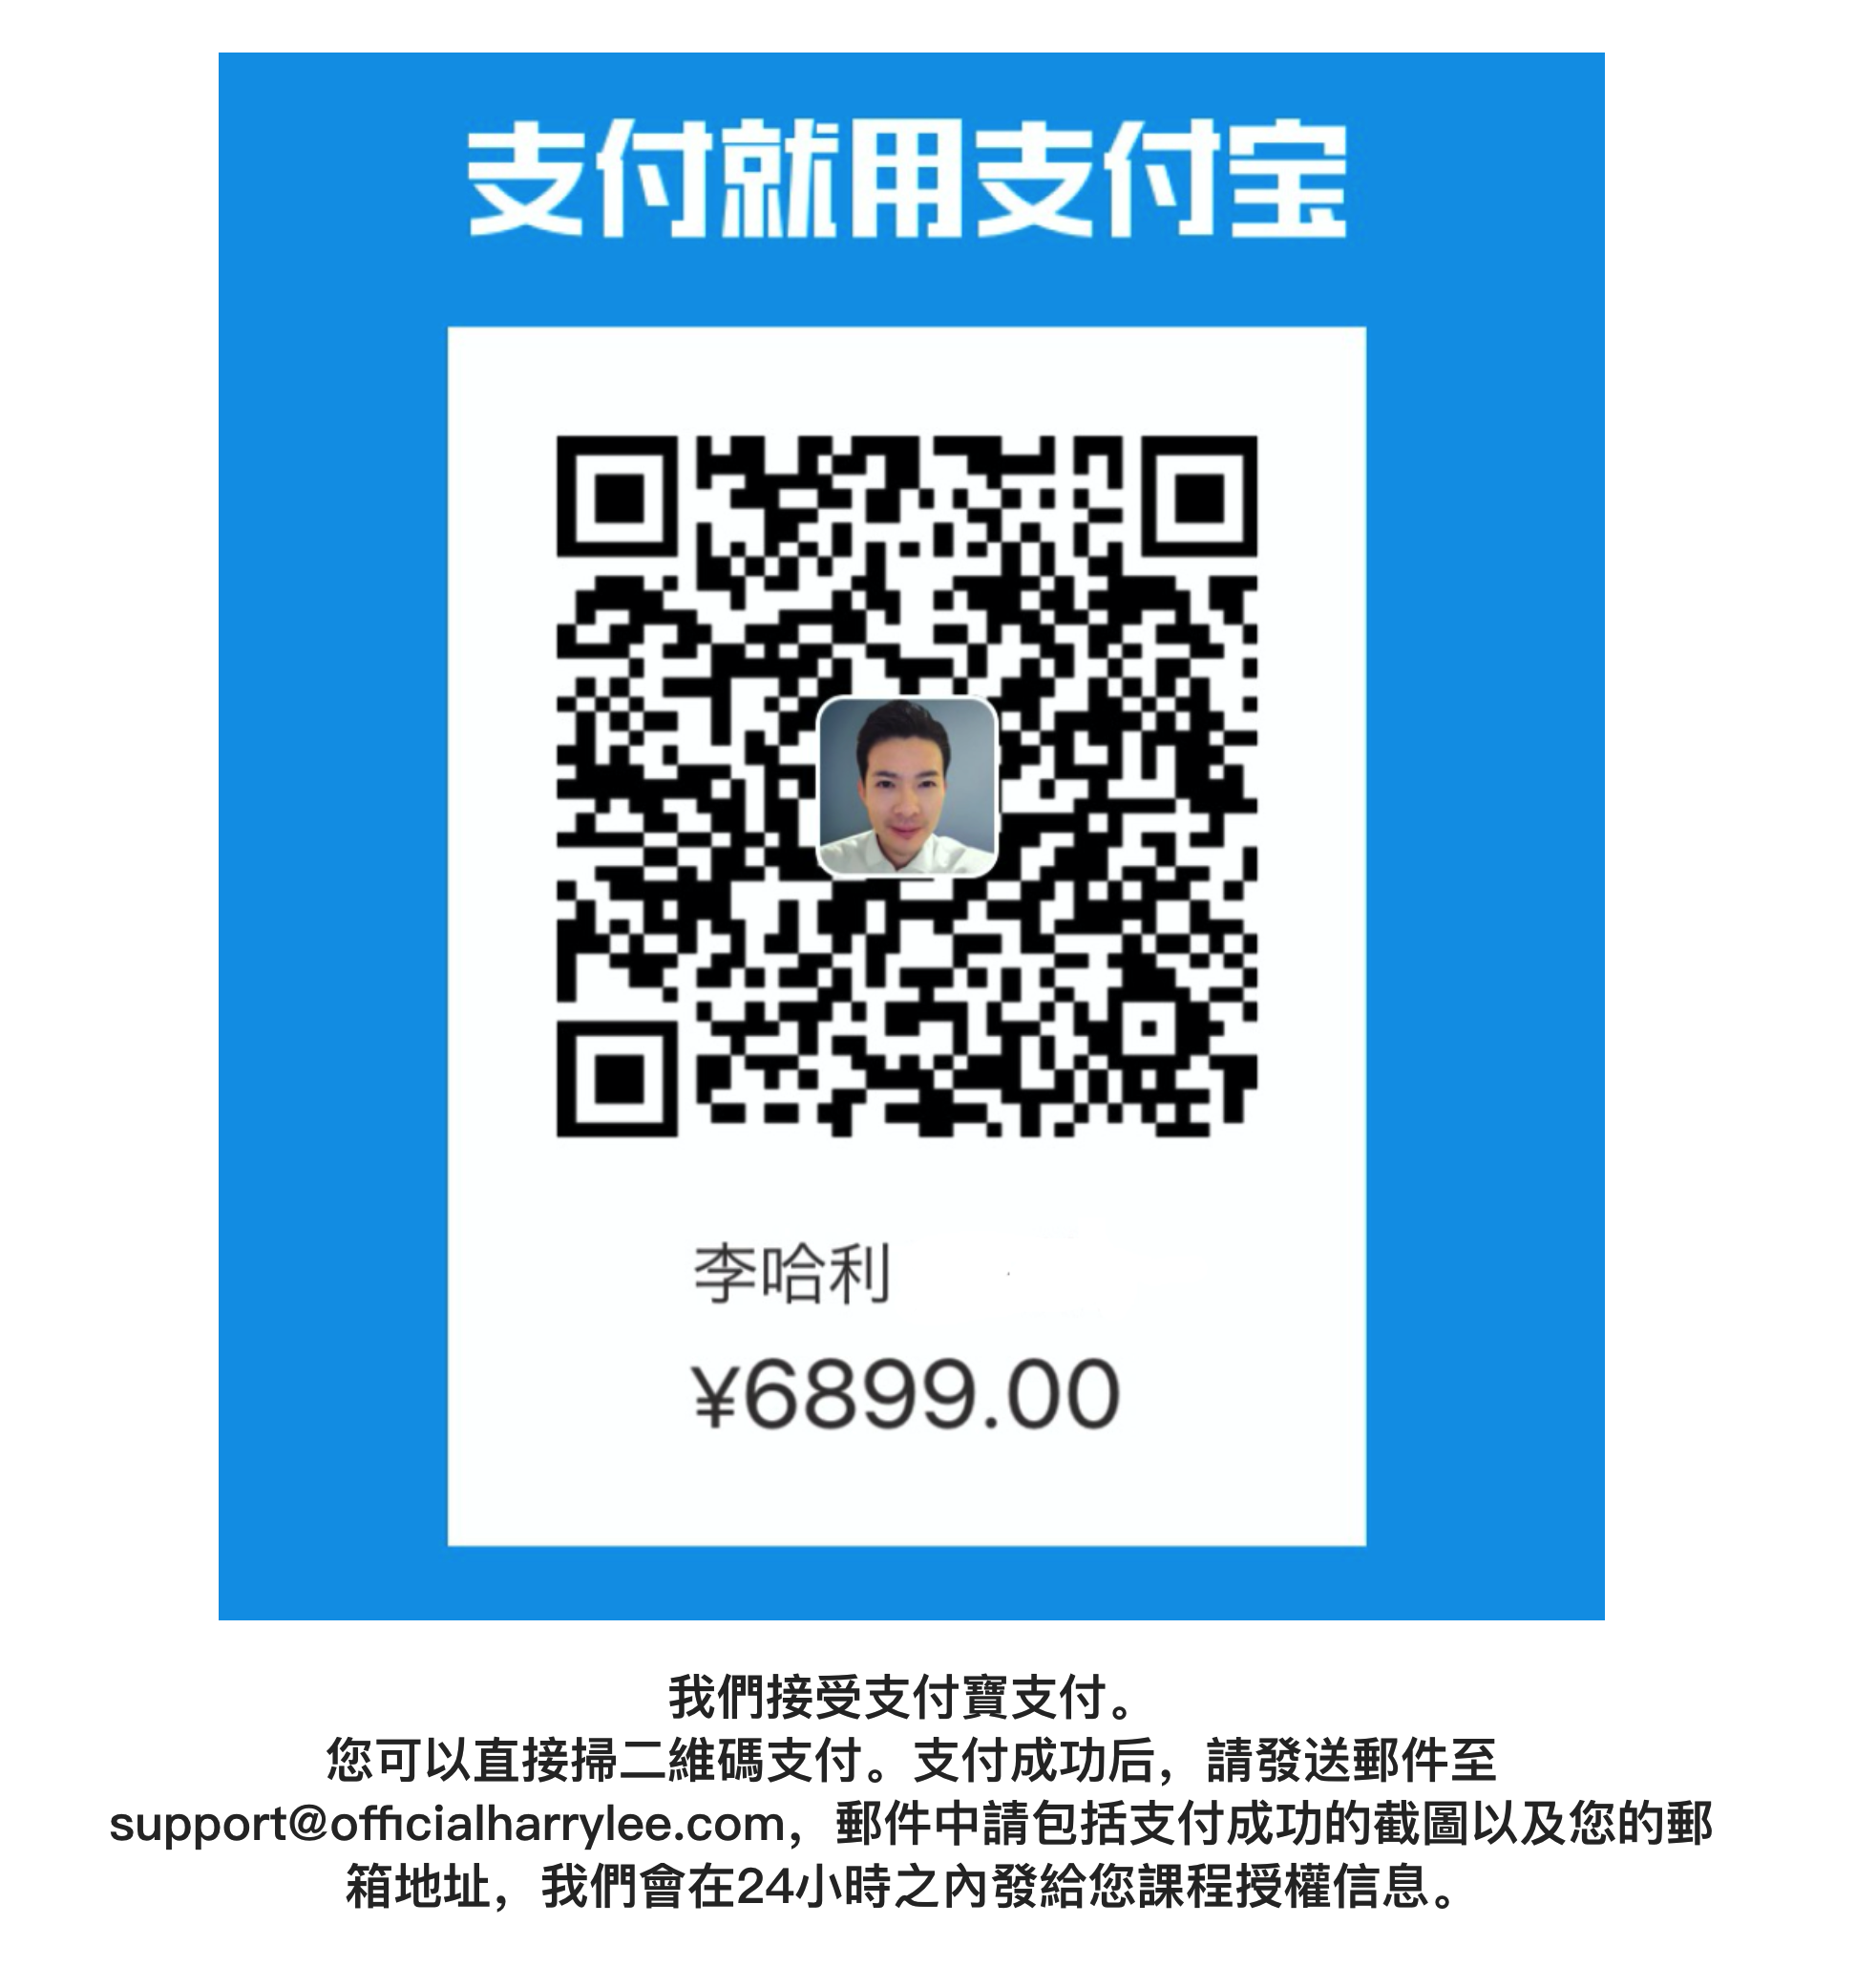 支付就用支付宝
李哈利
¥6899.00
我們接受支付寶支付。
您可以直接掃二維碼支付。支付成功后，請發送郵件至
support@officialharrylee.com，郵件中請包括支付成功的截圖以及您的郵
箱地址，我們會在24小時之內發給您課程授權信息。